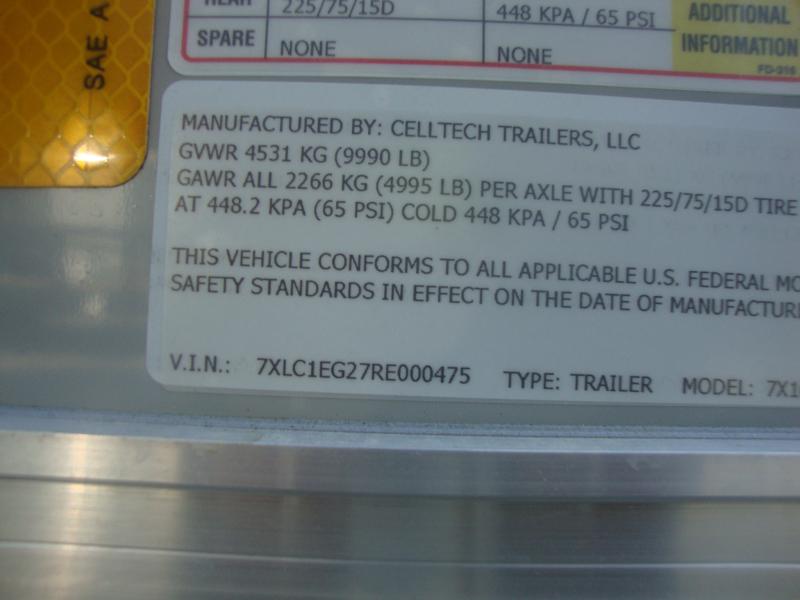 REAR 225/75/15D 448 KPA / 65 PSI ADDITIONAL
SPARE NONE NONE INFORMATION
FD-316
SAE A
MANUFACTURED BY: CELLTECH TRAILERS, LLC
GVWR 4531 KG (9990 LB)
GAWR ALL 2266 KG (4995 LB) PER AXLE WITH 225/75/15D TIRE
AT 448.2 KPA (65 PSI) COLD 448 KPA / 65 PSI
THIS VEHICLE CONFORMS TO ALL APPLICABLE U.S. FEDERAL MO
SAFETY STANDARDS IN EFFECT ON THE DATE OF MANUFACTUR
V.I.N.: 7XLC1EG27RE000475 TYPE: TRAILER MODEL: 7X1